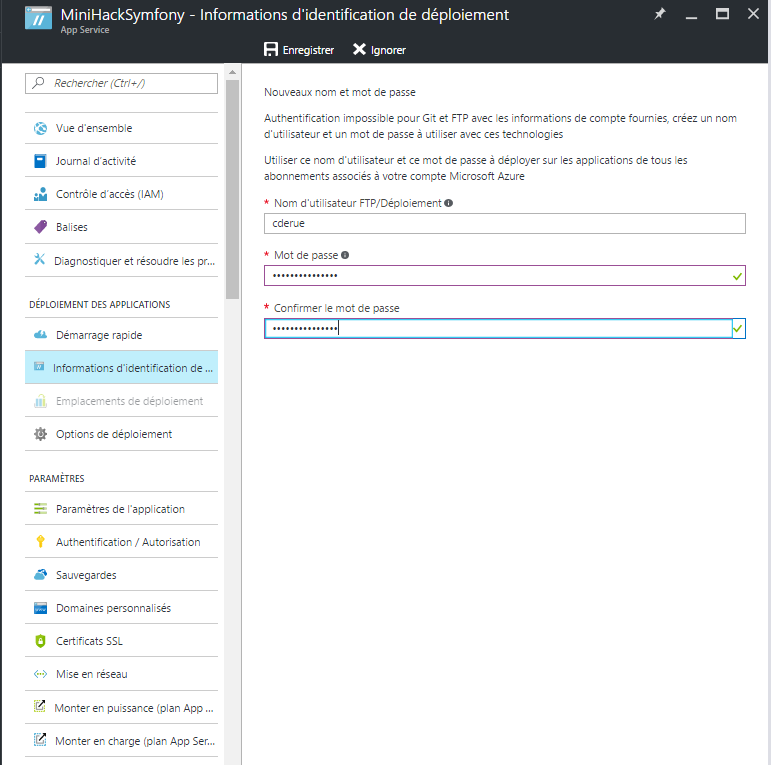 MiniHackSymfony - Informations d'identification de déploiement
App Service
Enregistrer Ignorer
Rechercher (Ctrl+/)
Vue d'ensemble
Journal d'activité
Contrôle d'accès (IAM)
Balises
Diagnostiquer et résoudre les pr...
DÉPLOIEMENT DES APPLICATIONS
Démarrage rapide
Informations d'identification de ...
Emplacements de déploiement
Options de déploiement
PARAMÈTRES
Paramètres de l'application
Authentification / Autorisation
Sauvegardes
Domaines personnalisés
Certificats SSL
Mise en réseau
Monter en puissance (plan App ...
Monter en charge (plan App Ser...
Nouveaux nom et mot de passe
Authentification impossible pour Git et FTP avec les informations de compte fournies, créez un nom
d'utilisateur et un mot de passe à utiliser avec ces technologies
Utiliser ce nom d'utilisateur et ce mot de passe à déployer sur les applications de tous les
abonnements associés à votre compte Microsoft Azure
* Nom d'utilisateur FTP/Déploiement
cderue
* Mot de passe
•••••••••••••••
* Confirmer le mot de passe
•••••••••••••••